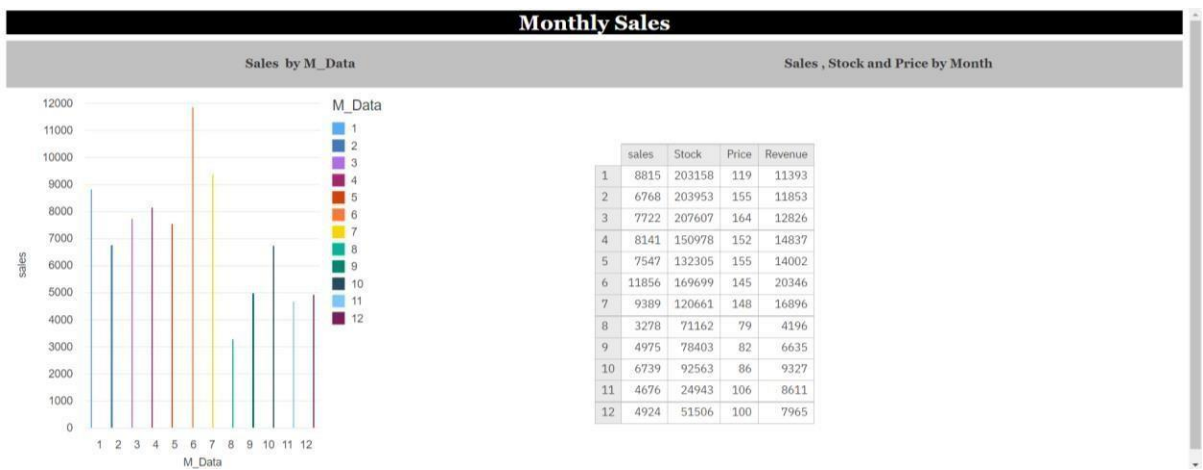 Monthly Sales
Sales by M_Data
Sales , Stock and Price by Month
12000
11000
10000
9000
8000
7000
6000
5000
4000
3000
2000
1000
0
sales
1 2 3 4 5 6 7 8 9 10 11 12
M_Data
M_Data
1
2
3
4
5
6
7
8
9
10
11
12
sales Stock Price Revenue
1 8815 203158 119 11393
2 6768 203953 155 11853
3 7722 207607 164 12826
4 8141 150978 152 14837
5 7547 132305 155 14002
6 11856 169699 145 20346
7 9389 120661 148 16896
8 3278 71162 79 4196
9 4975 78403 82 6635
10 6739 92563 86 9327
11 4676 24943 106 8611
12 4924 51506 100 7965